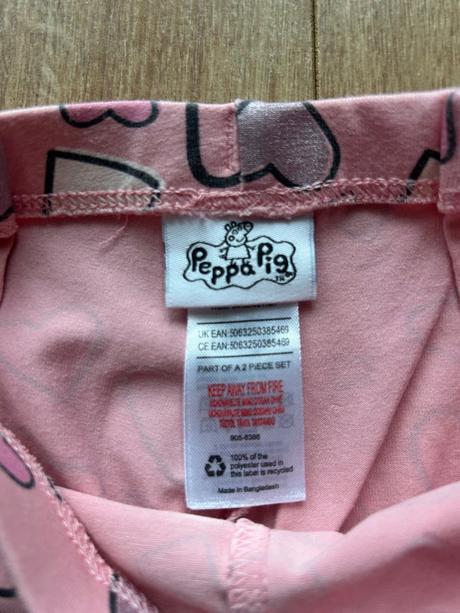 Peppa Pig
TM
UK EAN:5063250385469
CE EAN:5063250385469
PART OF A 2 PIECE SET
KEEP AWAY FROM FIRE
905-6386
100% of the
polyester used in
this label is recycled
Made in Bangladesh